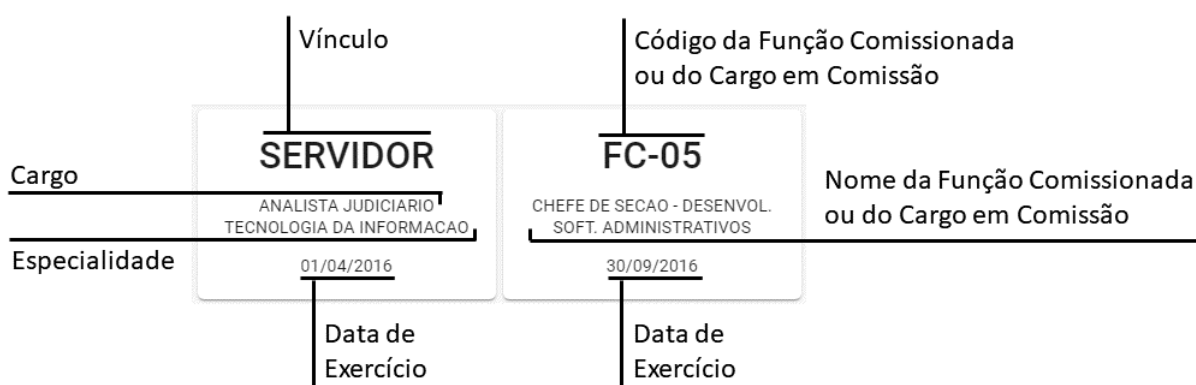 Vínculo
Código da Função Comissionada
ou do Cargo em Comissão
SERVIDOR
FC-05
Cargo
ANALISTA JUDICIARIO
TECNOLOGIA DA INFORMACAO
CHEFE DE SECAO - DESENVOL.
SOFT. ADMINISTRATIVOS
Nome da Função Comissionada
ou do Cargo em Comissão
Especialidade
01/04/2016
30/09/2016
Data de
Exercício
Data de
Exercício